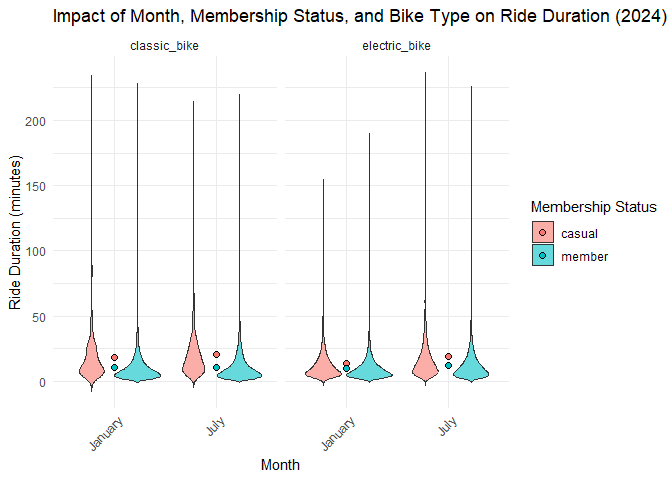 Impact of Month, Membership Status, and Bike Type on Ride Duration (2024)
classic_bike
electric_bike
Ride Duration (minutes)
200
150
100
50
0
January
July
January
July
Month
Membership Status
casual
member